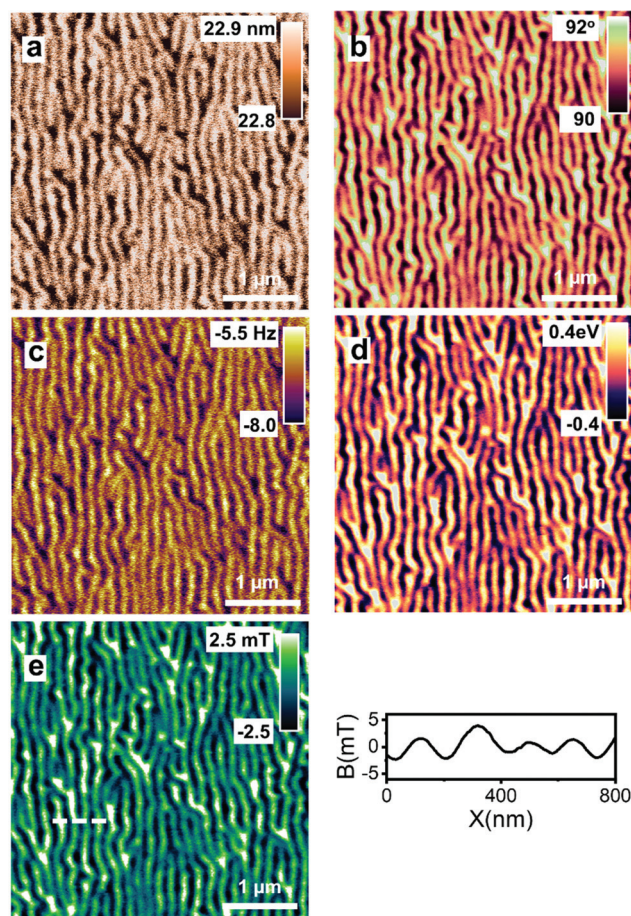 a
22.9 nm
22.8
1 μm
b
92º
90
1 μm
c
-5.5 Hz
-8.0
1 μm
d
0.4eV
-0.4
1 μm
e
2.5 mT
-2.5
1 μm
B(mT)
5
0
-5
0
400
800
X(nm)